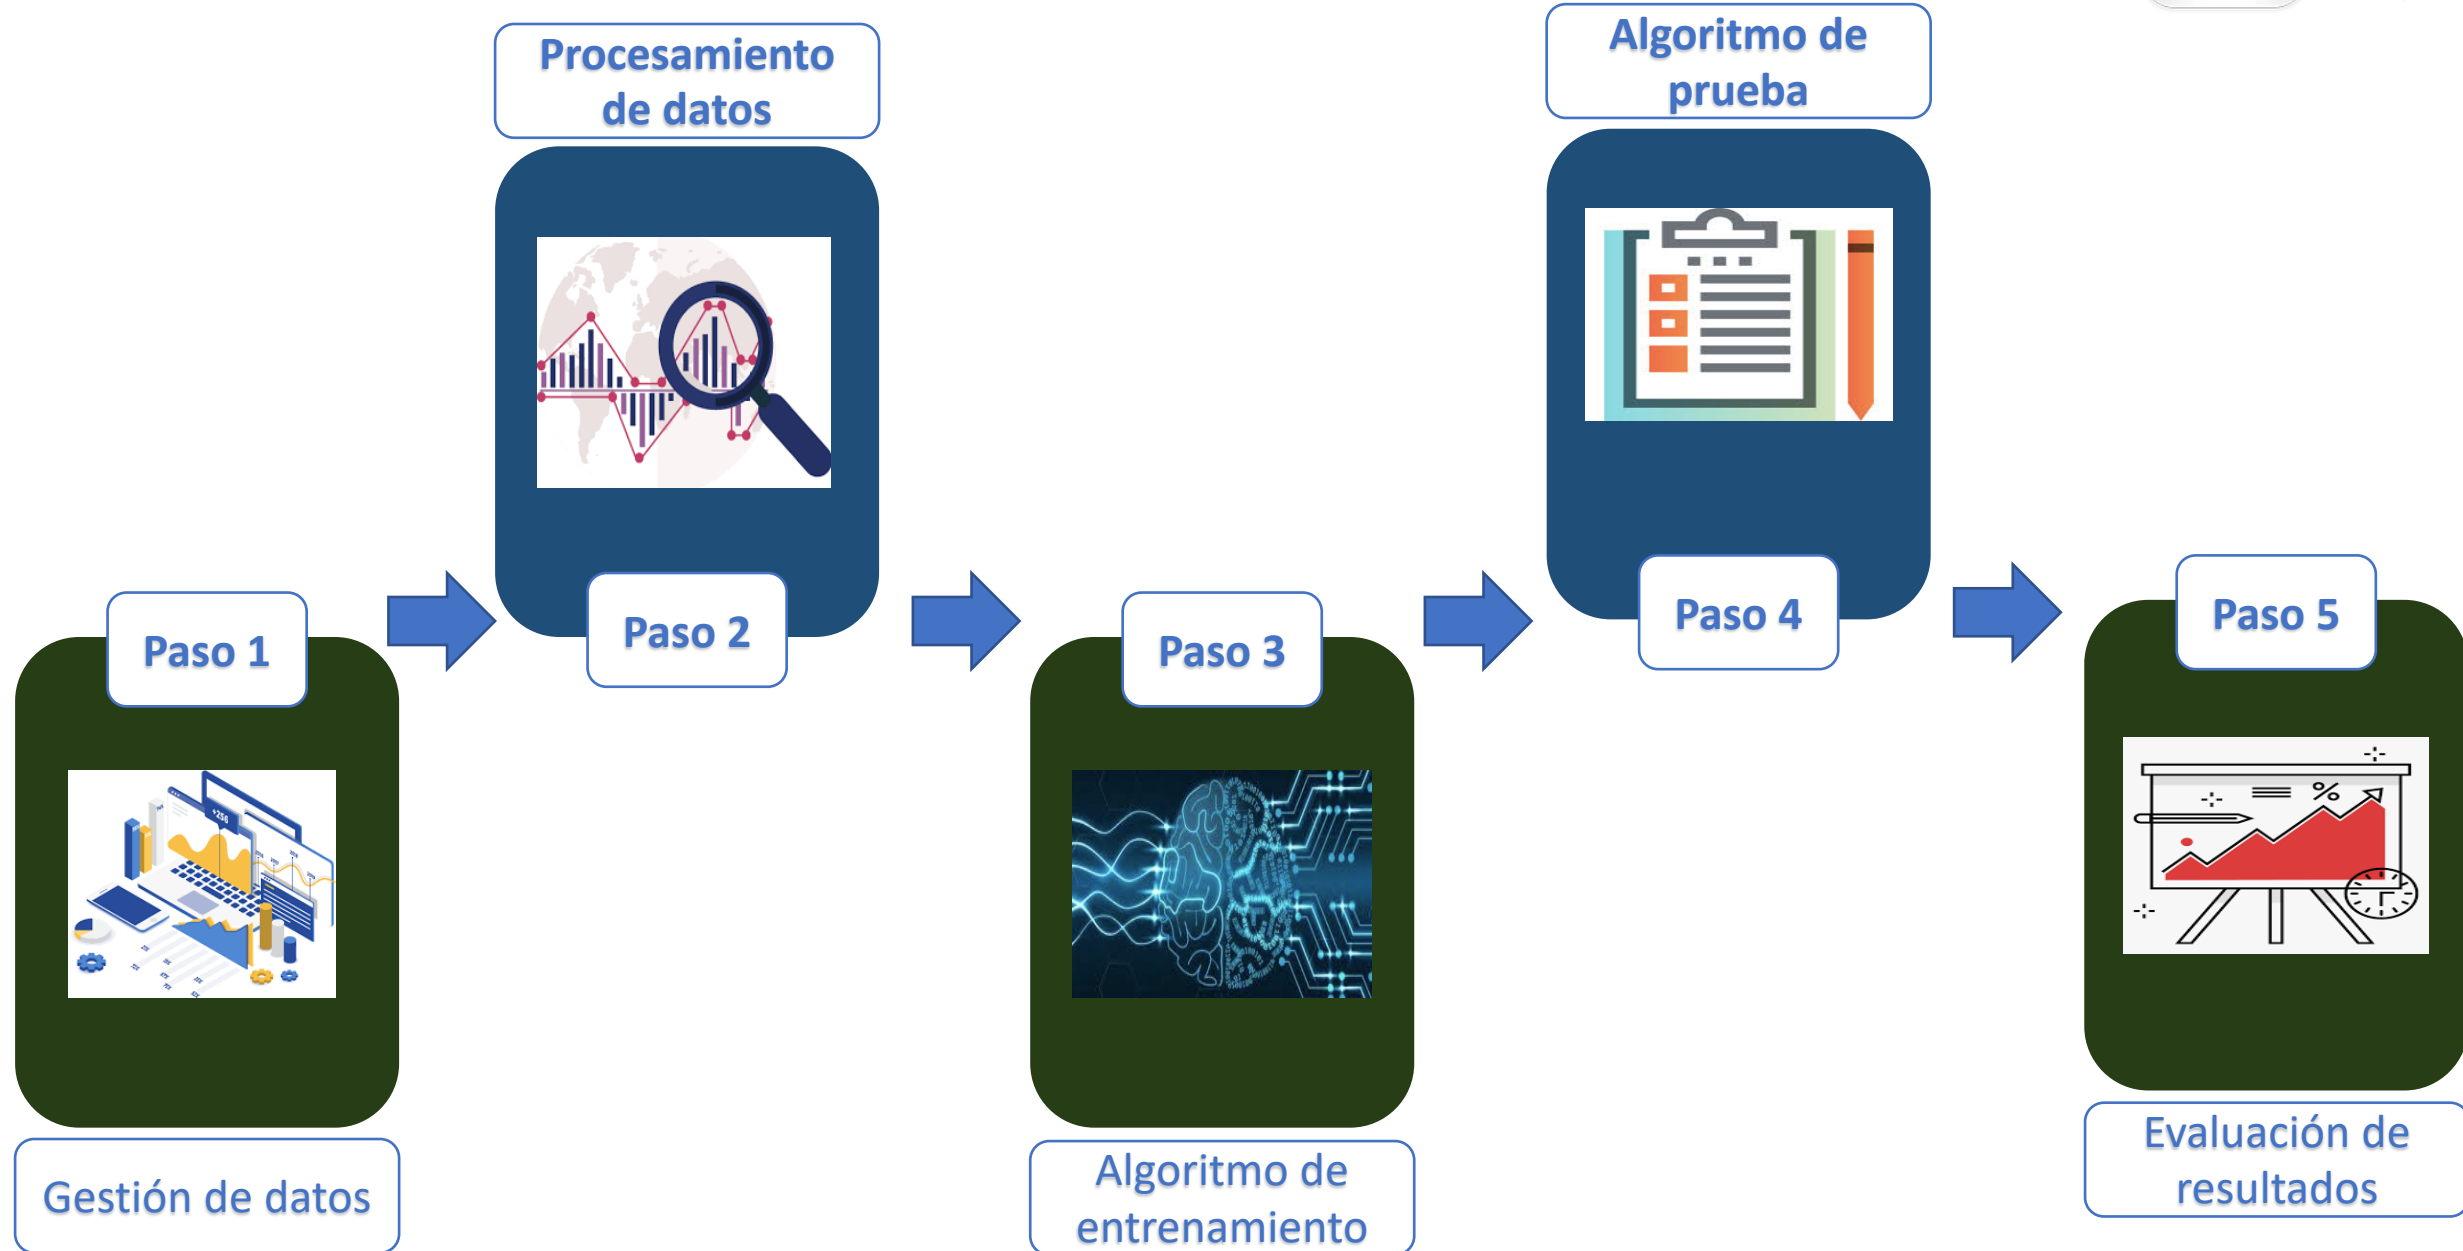 Paso 1
Gestión de datos
Procesamiento
de datos
Paso 2
Paso 3
Algoritmo de
entrenamiento
Algoritmo de
prueba
Paso 4
Paso 5
%
Evaluación de
resultados
+256